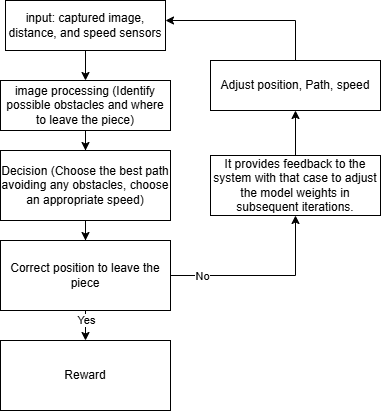 input: captured image,
distance, and speed sensors
image processing (Identify
possible obstacles and where
to leave the piece)
Decision (Choose the best path
avoiding any obstacles, choose
an appropriate speed)
Correct position to leave the
piece
No
Yes
Reward
It provides feedback to the
system with that case to adjust
the model weights in
subsequent iterations.
Adjust position, Path, speed